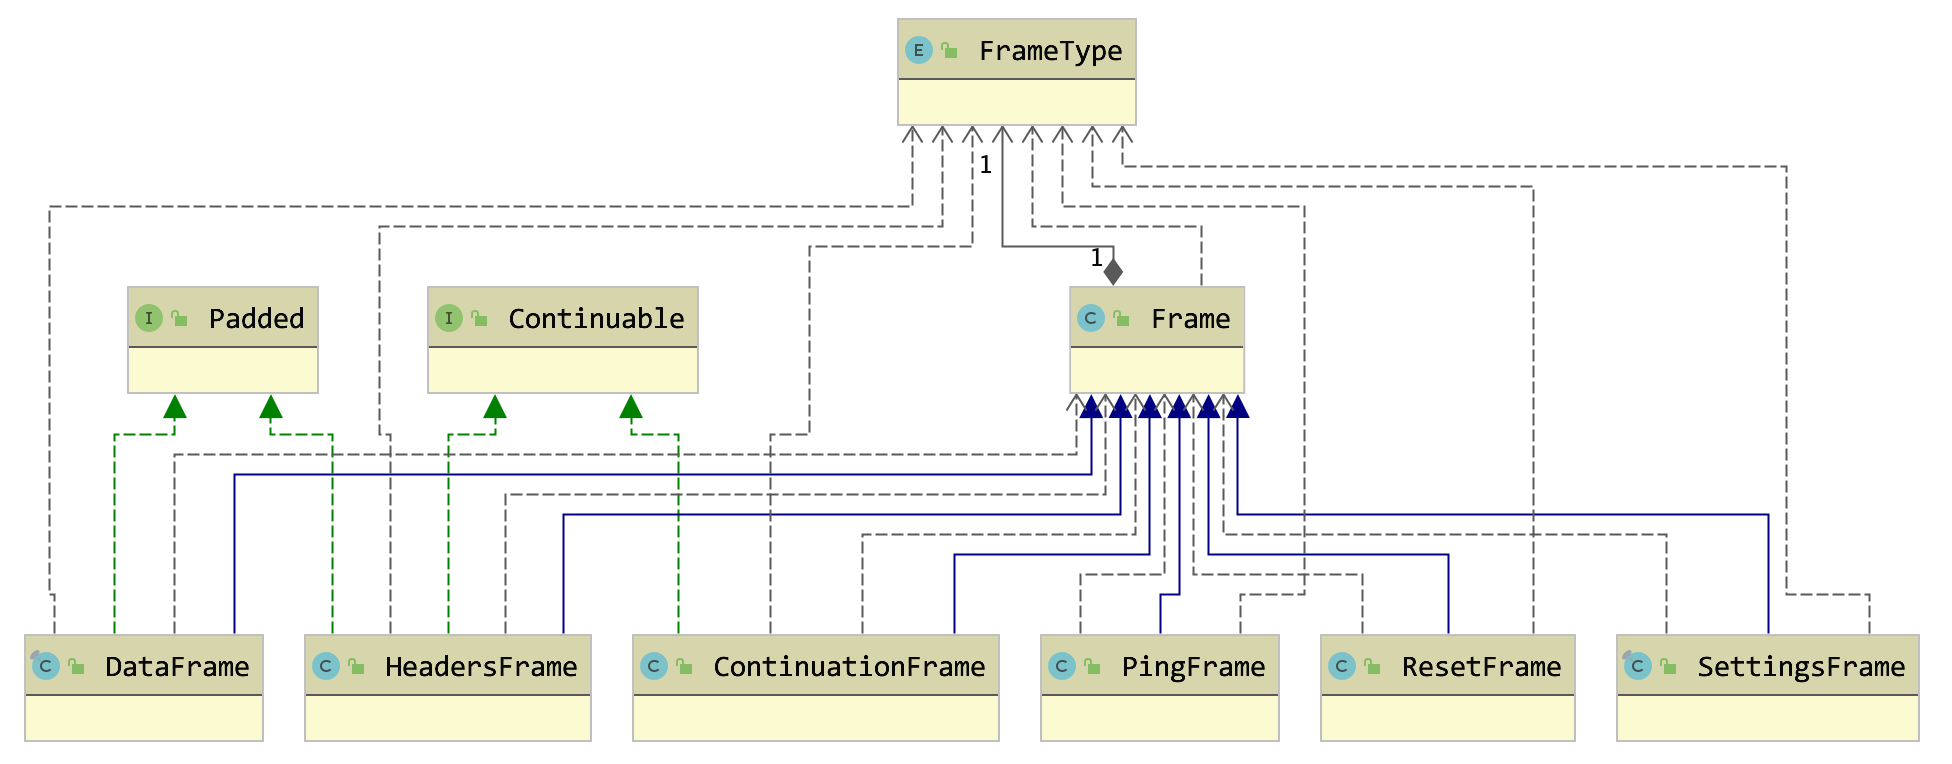 E FrameType
1
1
I Padded
I Continuable
C Frame
C DataFrame
C HeadersFrame
C ContinuationFrame
C PingFrame
C ResetFrame
C SettingsFrame